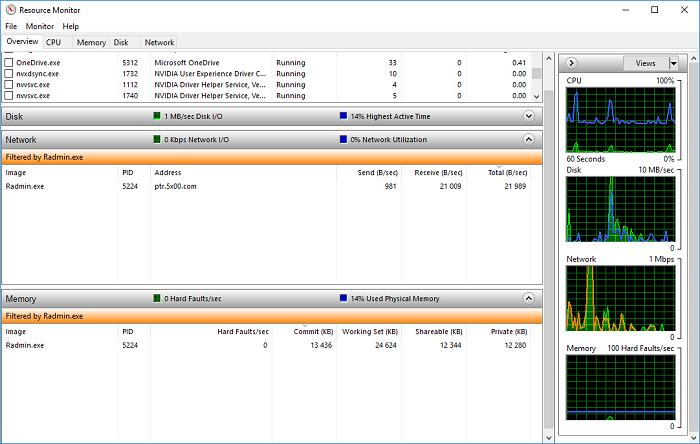 Resource Monitor
File Monitor Help
Overview CPU Memory Disk Network
OneDrive.exe 5312 Microsoft OneDrive Running 33 0 0.41
nvxdsync.exe 1732 NVIDIA User Experience Driver C... Running 10 0 0.00
nvvsvc.exe 1112 NVIDIA Driver Helper Service, Ve... Running 4 0 0.00
nvvsvc.exe 1740 NVIDIA Driver Helper Service, Ve... Running 5 0 0.00
Disk 1 MB/sec Disk I/O 14% Highest Active Time
Network 0 Kbps Network I/O 0% Network Utilization
Filtered by Radmin.exe
Image PID Address Send (B/sec) Receive (B/sec) Total (B/sec)
Radmin.exe 5224 ptr.5x00.com 981 21 009 21 989
Memory 0 Hard Faults/sec 14% Used Physical Memory
Filtered by Radmin.exe
Image PID Hard Faults/sec Commit (KB) Working Set (KB) Shareable (KB) Private (KB)
Radmin.exe 5224 0 13 436 24 624 12 344 12 280
Views
CPU 100%
60 Seconds 0%
Disk 10 MB/sec
0
Network 1 Mbps
0
Memory 100 Hard Faults/sec
0